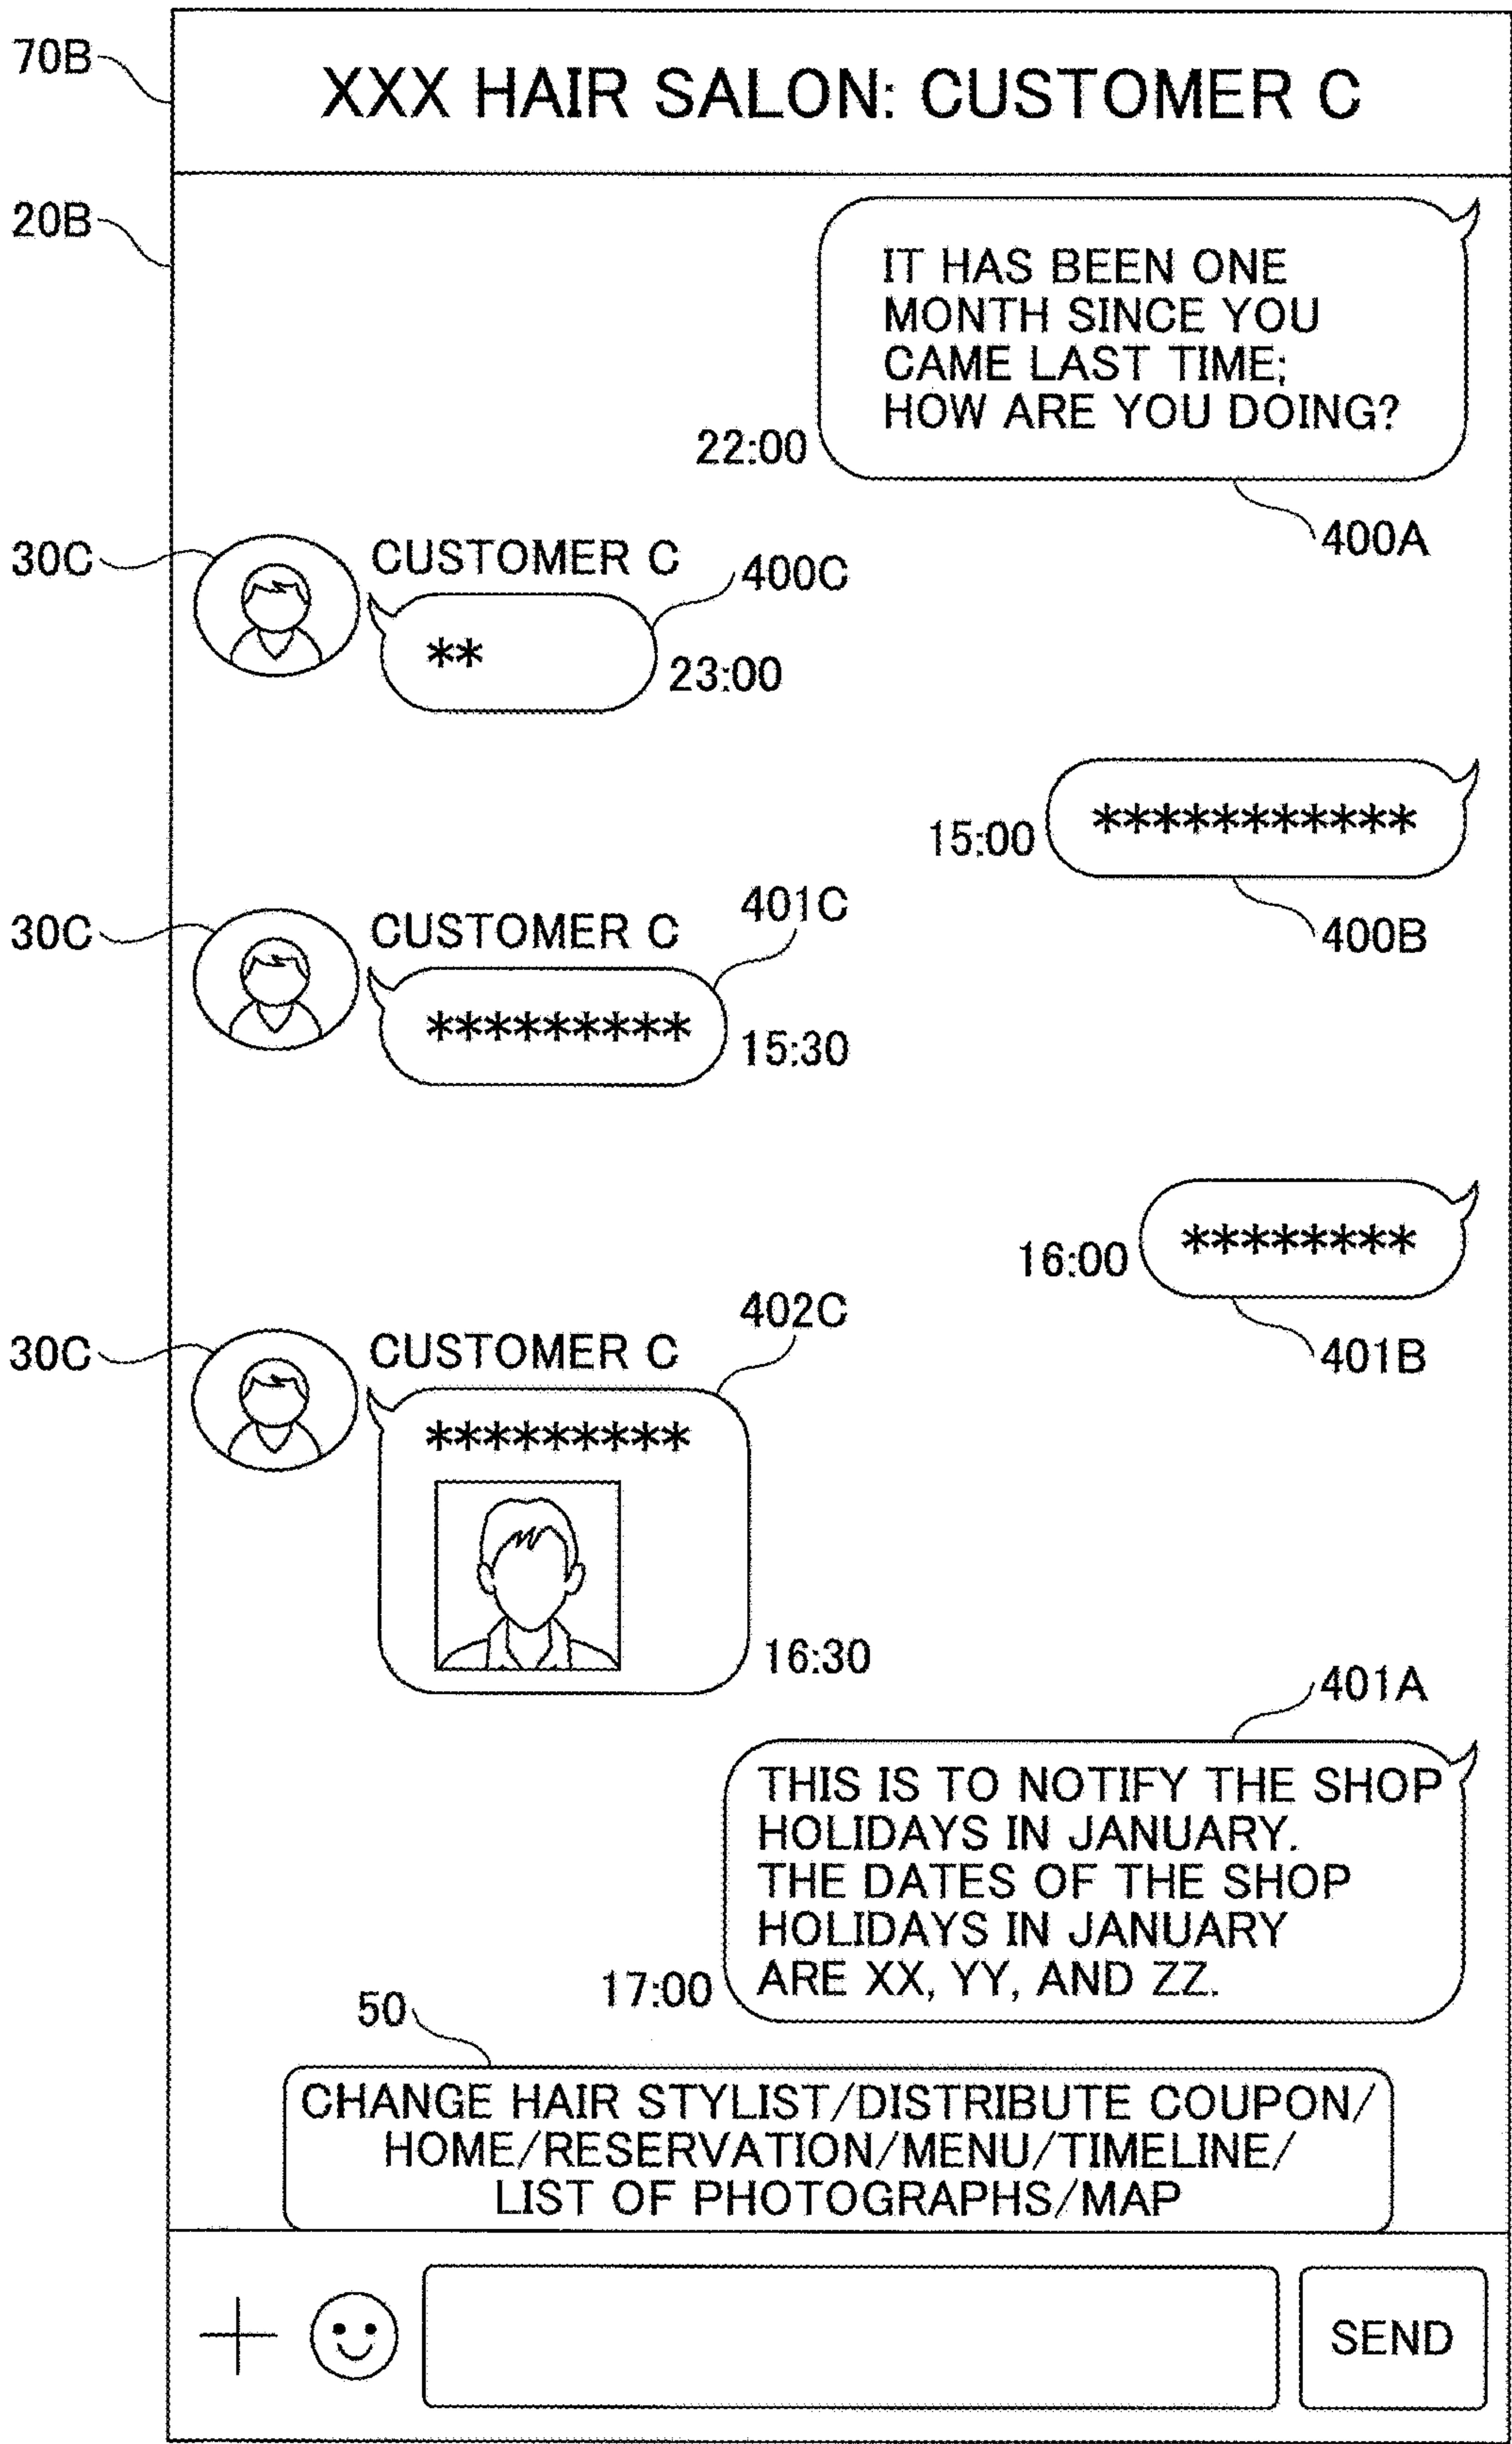 70B
XXX HAIR SALON: CUSTOMER C
20B
IT HAS BEEN ONE
MONTH SINCE YOU
CAME LAST TIME;
HOW ARE YOU DOING?
22:00
400A
30C
CUSTOMER C
400C
**
23:00
***********
15:00
400B
30C
CUSTOMER C
401C
*********
15:30
********
16:00
401B
30C
CUSTOMER C
402C
*********
16:30
401A
THIS IS TO NOTIFY THE SHOP
HOLIDAYS IN JANUARY.
THE DATES OF THE SHOP
HOLIDAYS IN JANUARY
ARE XX, YY, AND ZZ.
17:00
50
CHANGE HAIR STYLIST/DISTRIBUTE COUPON/
HOME/RESERVATION/MENU/TIMELINE/
LIST OF PHOTOGRAPHS/MAP
SEND